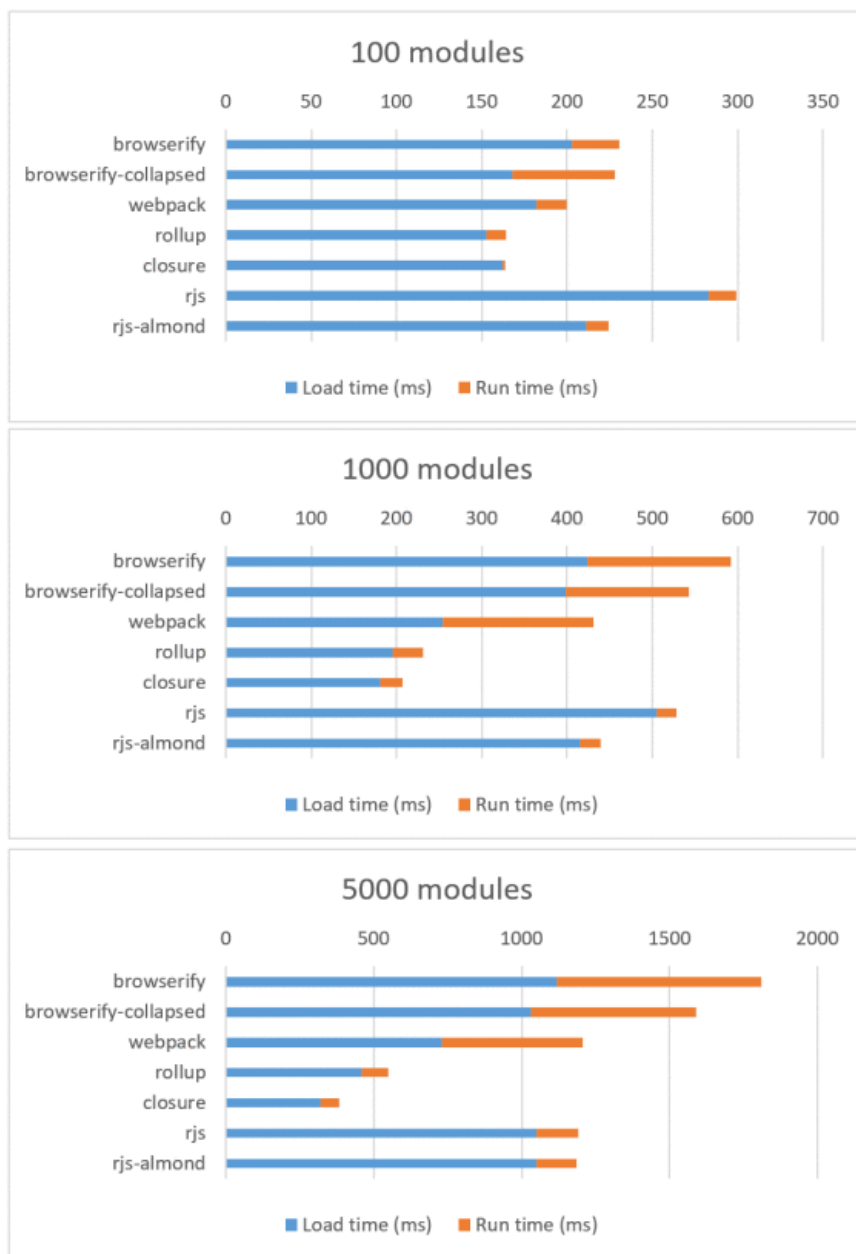 100 modules
0 50 100 150 200 250 300 350
browserify
browserify-collapsed
webpack
rollup
closure
rjs
rjs-almond
Load time (ms) Run time (ms)
1000 modules
0 100 200 300 400 500 600 700
browserify
browserify-collapsed
webpack
rollup
closure
rjs
rjs-almond
Load time (ms) Run time (ms)
5000 modules
0 500 1000 1500 2000
browserify
browserify-collapsed
webpack
rollup
closure
rjs
rjs-almond
Load time (ms) Run time (ms)